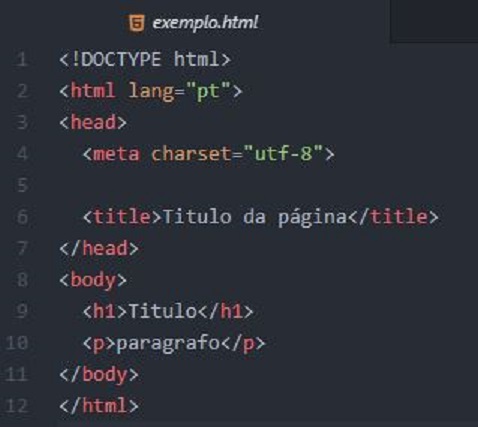 exemplo.html
1 <!DOCTYPE html>
2 <html lang="pt">
3 <head>
4 <meta charset="utf-8">
5
6 <title>Titulo da página</title>
7 </head>
8 <body>
9 <h1>Titulo</h1>
10 <p>paragrafo</p>
11 </body>
12 </html>